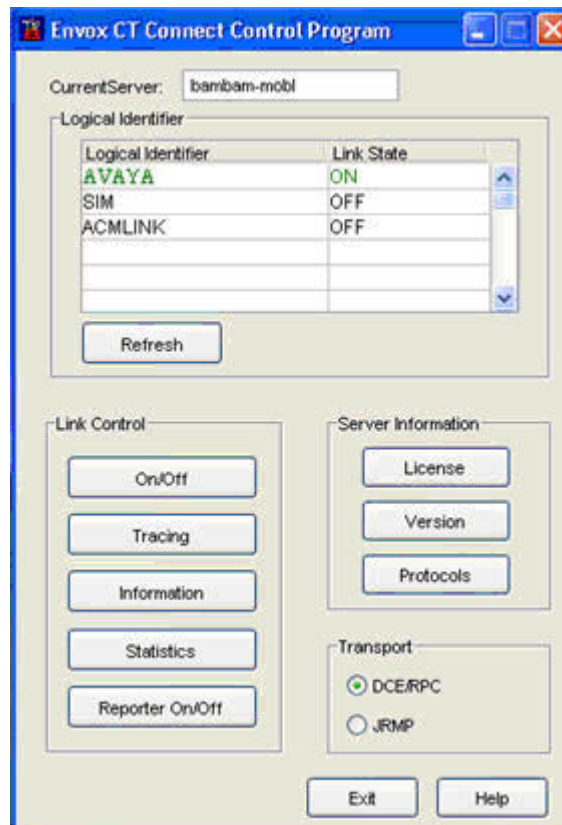 Envox CT Connect Control Program
CurrentServer: bambam-mobl
Logical Identifier
Logical Identifier Link State
AVAYA ON
SIM OFF
ACMLINK OFF
Refresh
Link Control
On/Off
Tracing
Information
Statistics
Reporter On/Off
Server Information
License
Version
Protocols
Transport
DCE/RPC
JRMP
Exit Help